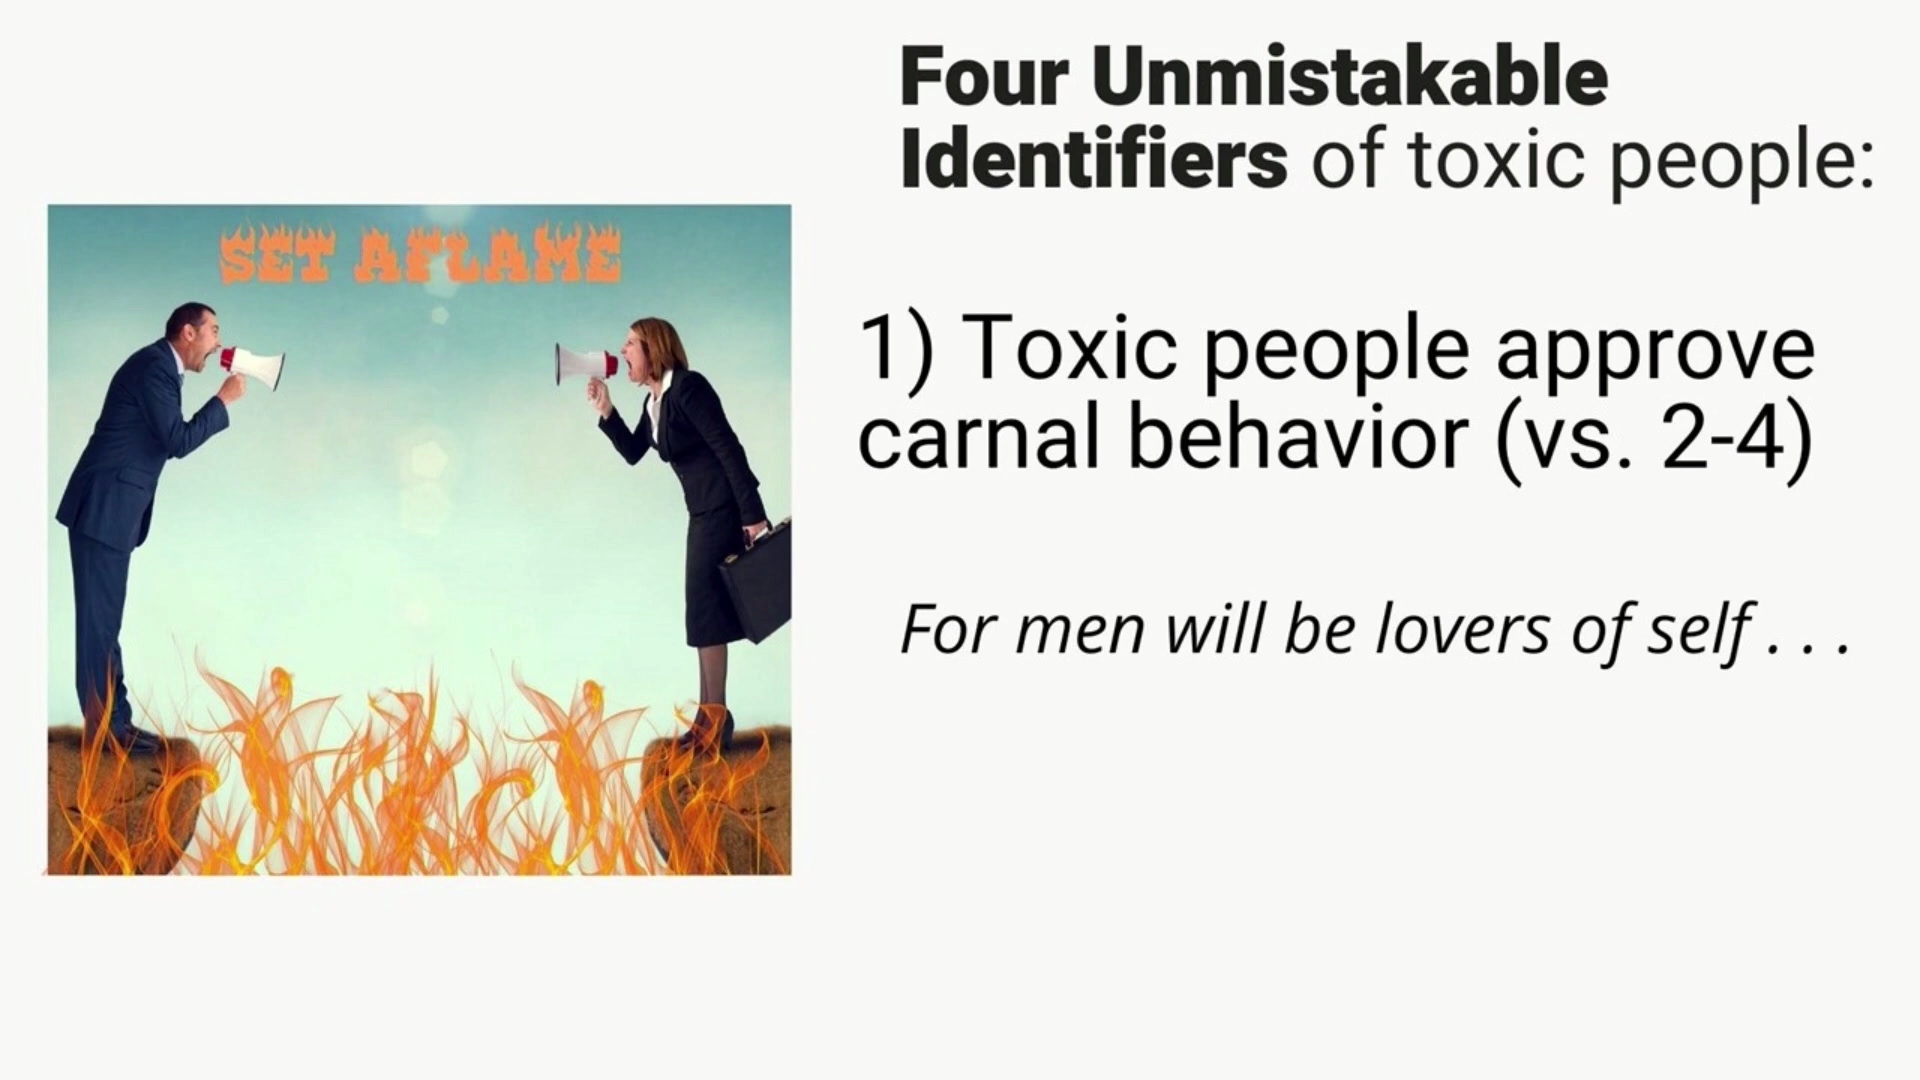 Four Unmistakable
Identifiers of toxic people:
SET AFLAME
1) Toxic people approve
carnal behavior (vs. 2-4)
For men will be lovers of self . . .